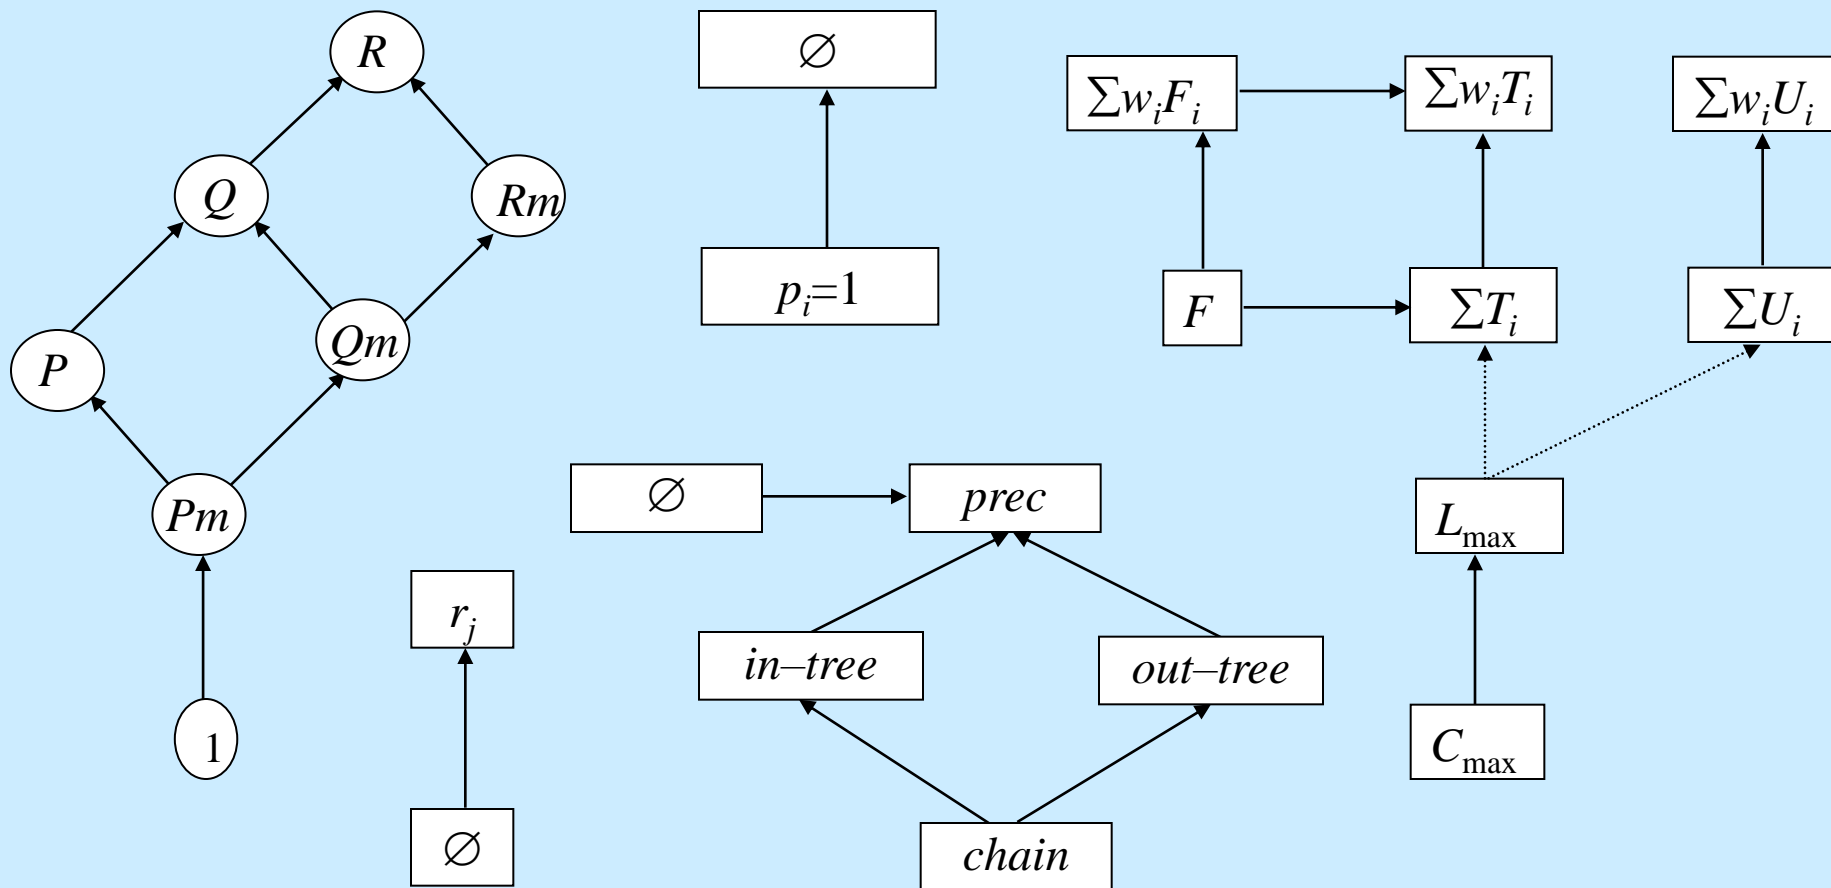 R
∅
∑wᵢFᵢ
∑wᵢTᵢ
∑wᵢUᵢ
Q
Rm
pᵢ=1
F
∑Tᵢ
∑Uᵢ
P
Qm
∅
prec
Lmax
Pm
rⱼ
in–tree
out–tree
1
Cmax
∅
chain